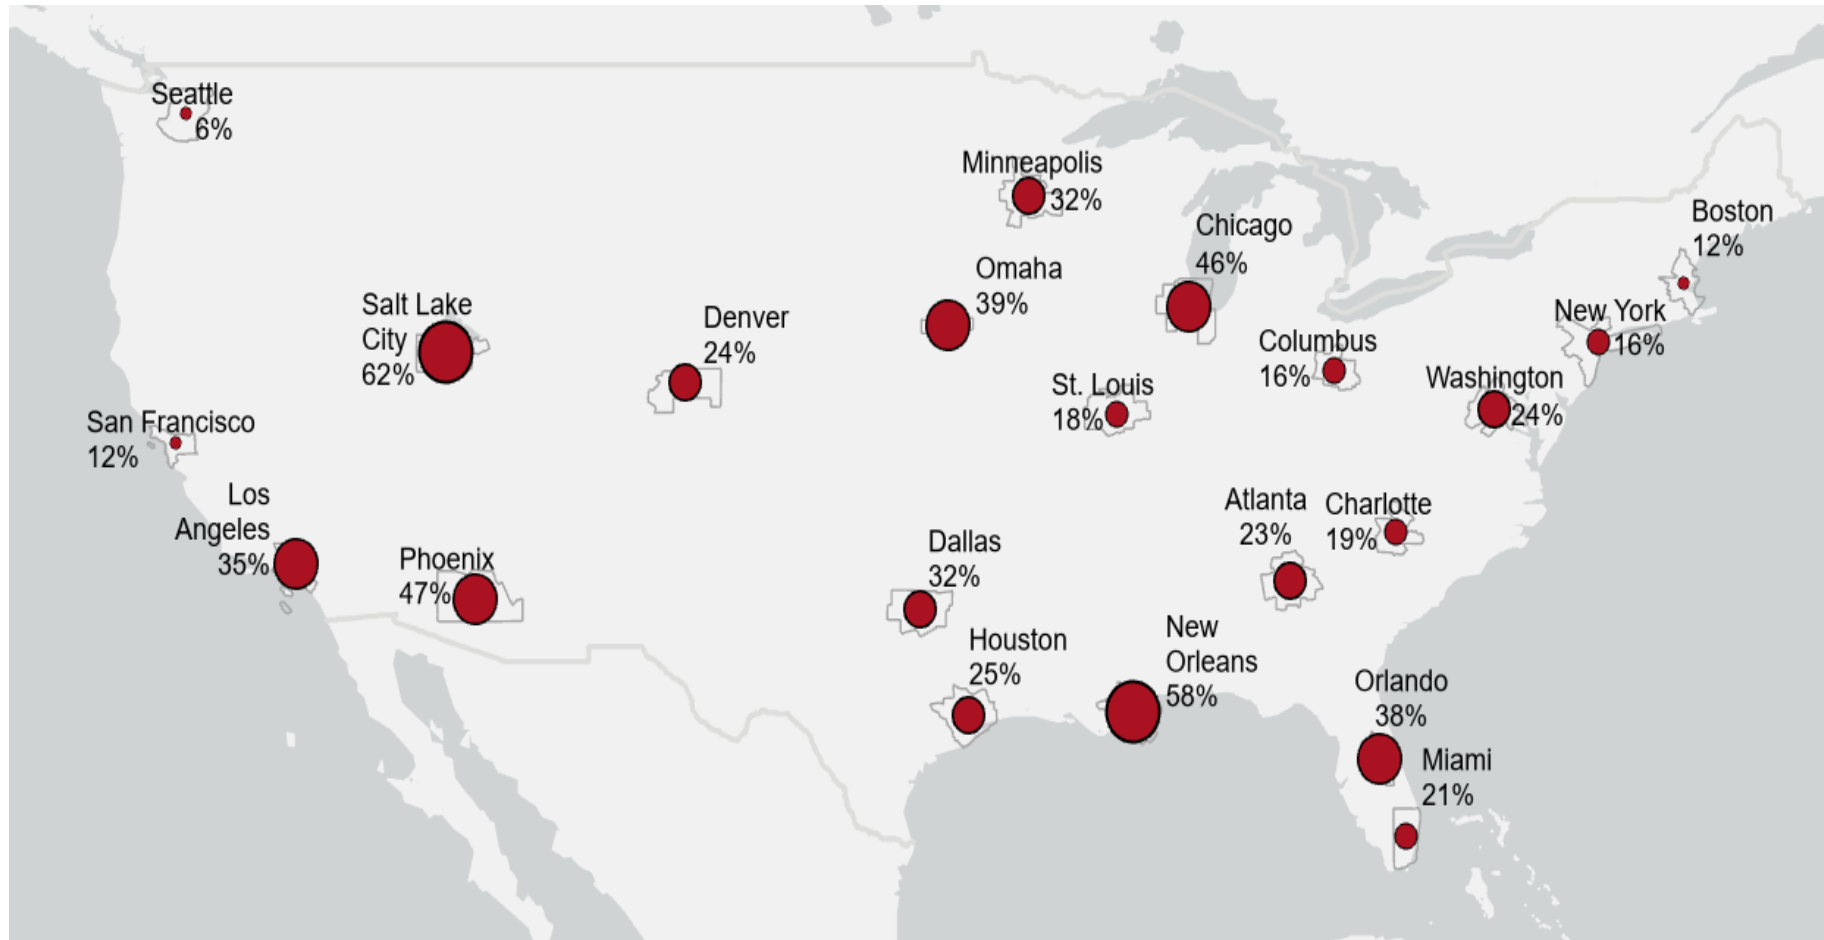 Seattle
6%
Minneapolis
32%
Chicago
46%
Boston
12%
Omaha
39%
Salt Lake
City
62%
Denver
24%
New York
16%
Columbus
16%
Washington
24%
St. Louis
18%
San Francisco
12%
Los
Angeles
35%
Phoenix
47%
Dallas
32%
Atlanta
23%
Charlotte
19%
Houston
25%
New
Orleans
58%
Orlando
38%
Miami
21%